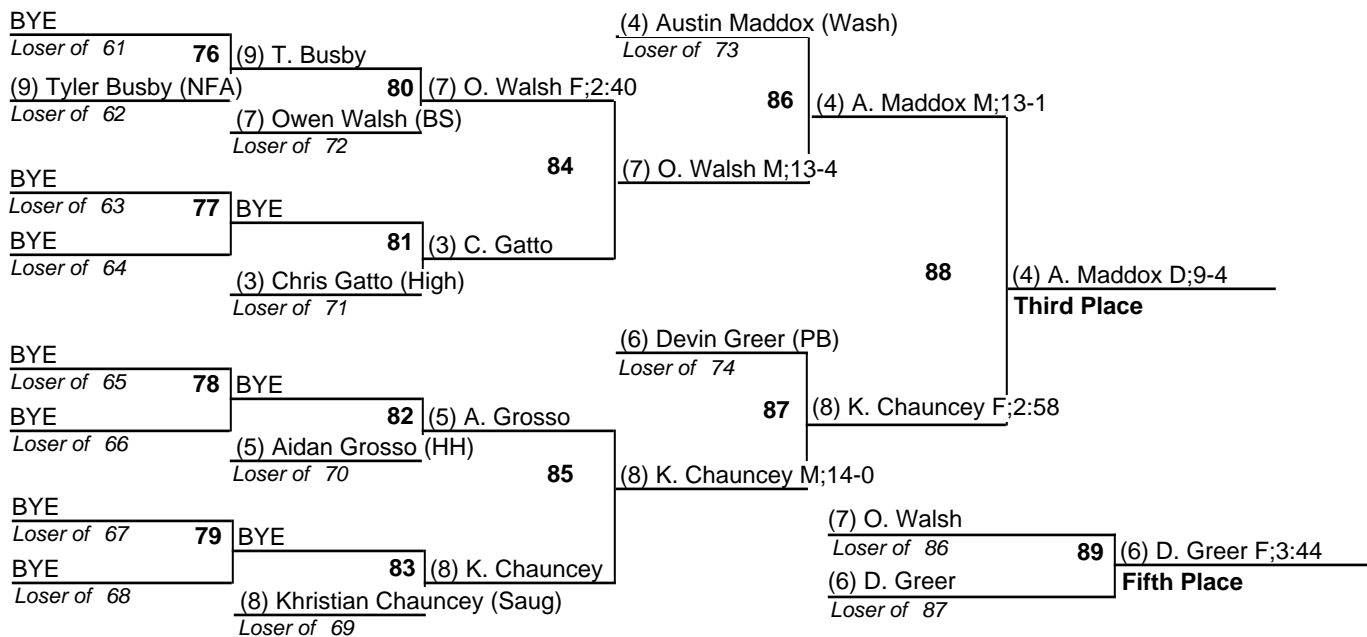 BYE
Loser of 61
76
(9) Tyler Busby (NFA)
Loser of 62
(9) T. Busby
80
(7) Owen Walsh (BS)
Loser of 72
(7) O. Walsh F;2:40
BYE
Loser of 63
77
BYE
Loser of 64
BYE
81
(3) Chris Gatto (High)
Loser of 71
(3) C. Gatto
84
(4) Austin Maddox (Wash)
Loser of 73
86
(7) O. Walsh M;13-4
(4) A. Maddox M;13-1
BYE
Loser of 65
78
BYE
Loser of 66
BYE
82
(5) Aidan Grosso (HH)
Loser of 70
(5) A. Grosso
BYE
Loser of 67
79
BYE
Loser of 68
BYE
83
(8) Khristian Chauncey (Saug)
Loser of 69
(8) K. Chauncey
85
(6) Devin Greer (PB)
Loser of 74
87
(8) K. Chauncey M;14-0
(8) K. Chauncey F;2:58
88
(4) A. Maddox D;9-4
Third Place
(7) O. Walsh
Loser of 86
89
(6) D. Greer
Loser of 87
(6) D. Greer F;3:44
Fifth Place